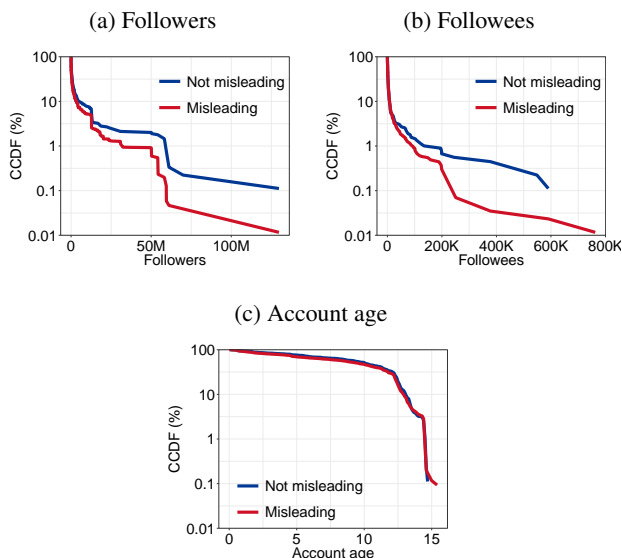 (a) Followers
100
10
1
0.1
0.01
CCDF (%)
Not misleading
Misleading
0
50M
100M
Followers
(b) Followees
100
10
1
0.1
0.01
CCDF (%)
Not misleading
Misleading
0
200K
400K
600K
800K
Followees
(c) Account age
100
10
1
0.1
0.01
CCDF (%)
Not misleading
Misleading
0
5
10
15
Account age